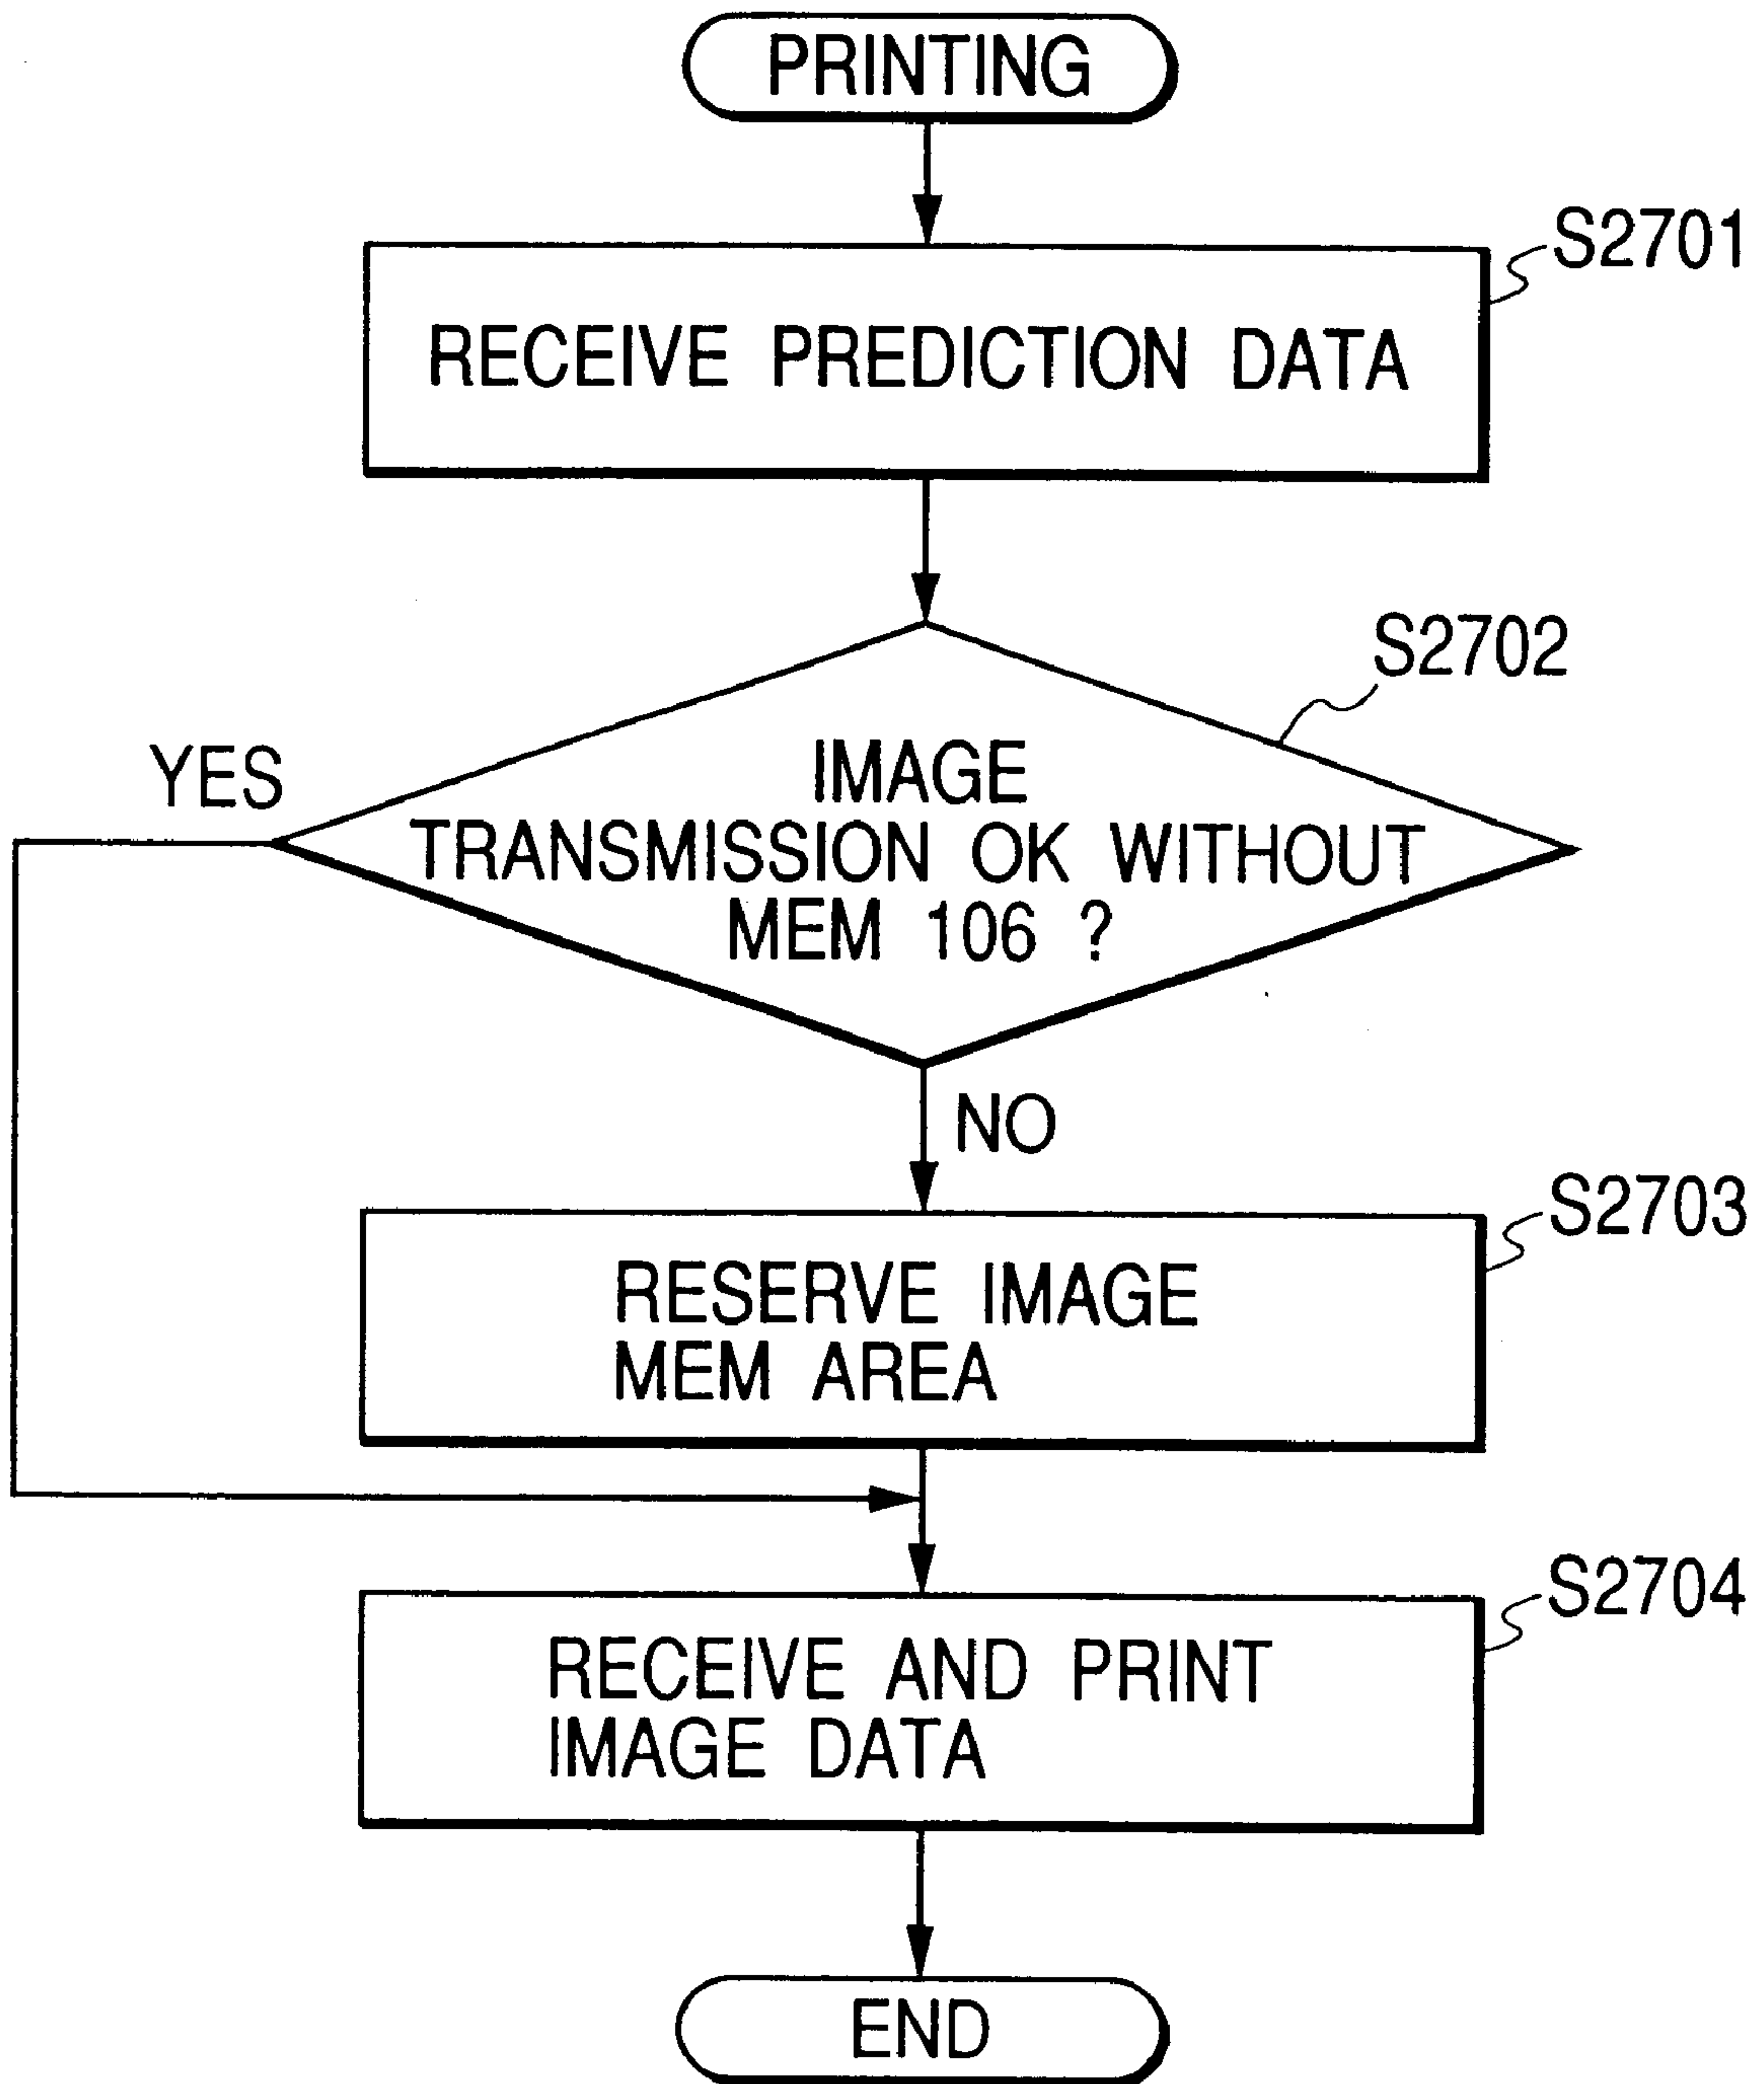 PRINTING
S2701
RECEIVE PREDICTION DATA
S2702
YES
IMAGE
TRANSMISSION OK WITHOUT
MEM 106 ?
NO
S2703
RESERVE IMAGE
MEM AREA
S2704
RECEIVE AND PRINT
IMAGE DATA
END